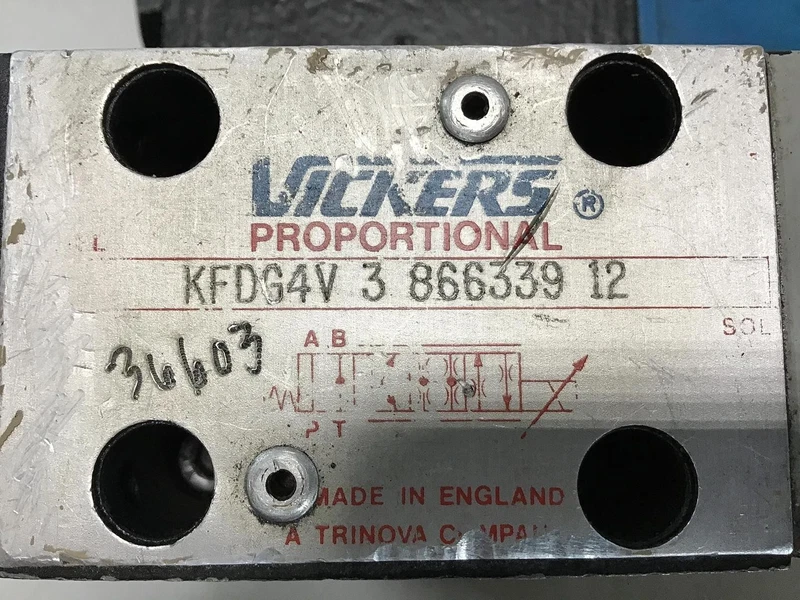 VICKERS ®
PROPORTIONAL
L
KFDG4V 3 866339 12
SOL
36603
A B
P T
MADE IN ENGLAND
A TRINOVA